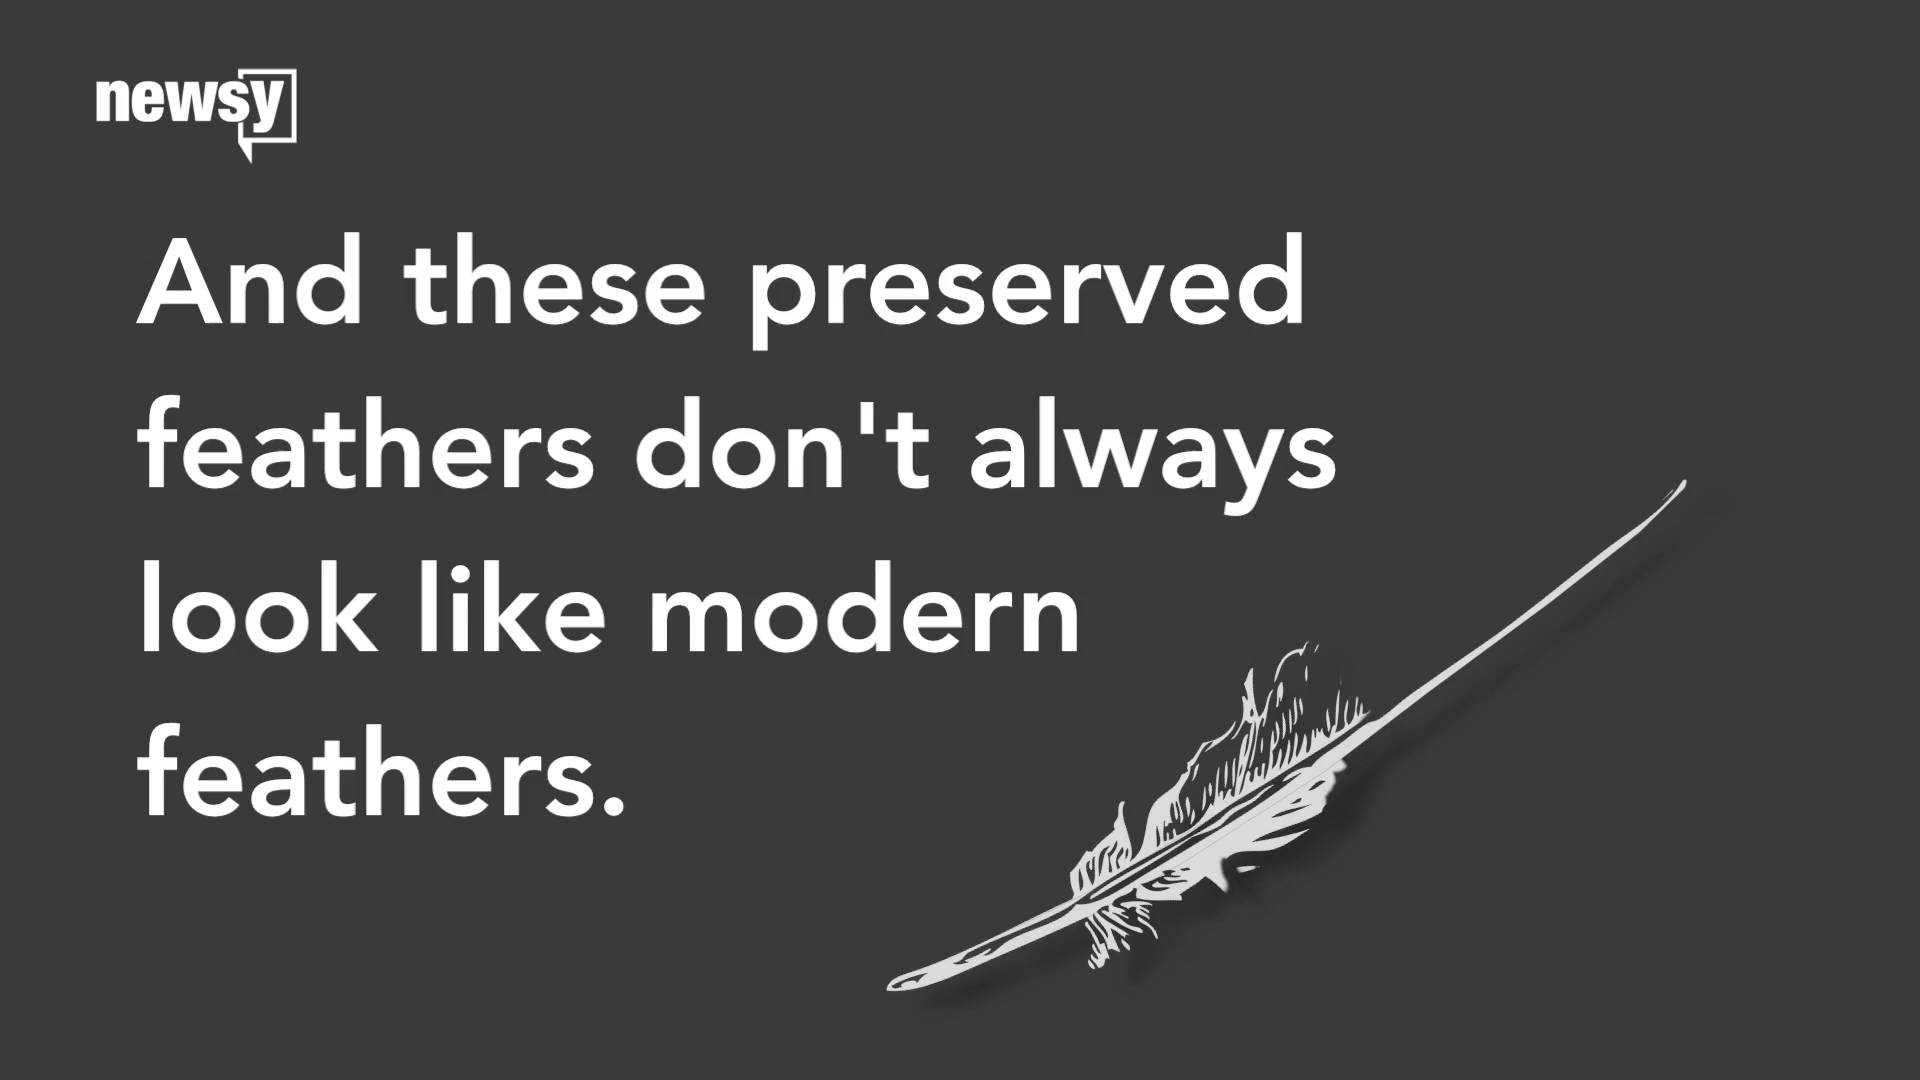 newsy
And these preserved
feathers don't always
look like modern
feathers.